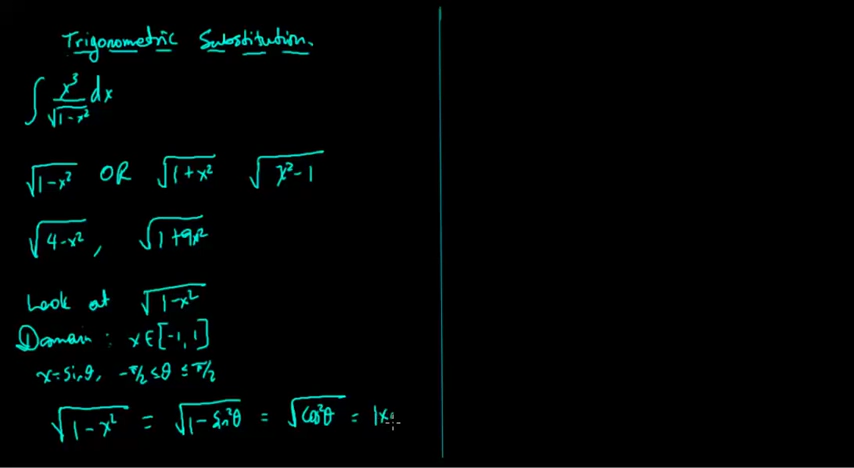 Trigonometric Substitution.
∫ x³/√(1-x²) dx
√(1-x²) OR √(1+x²) √(x²-1)
√(4-x²), √(1+9x²)
Look at √(1-x²)
Domain: x∈[-1,1]
x=sinθ, -π/2≤θ≤π/2
√(1-x²) = √(1-sin²θ) = √(cos²θ) =